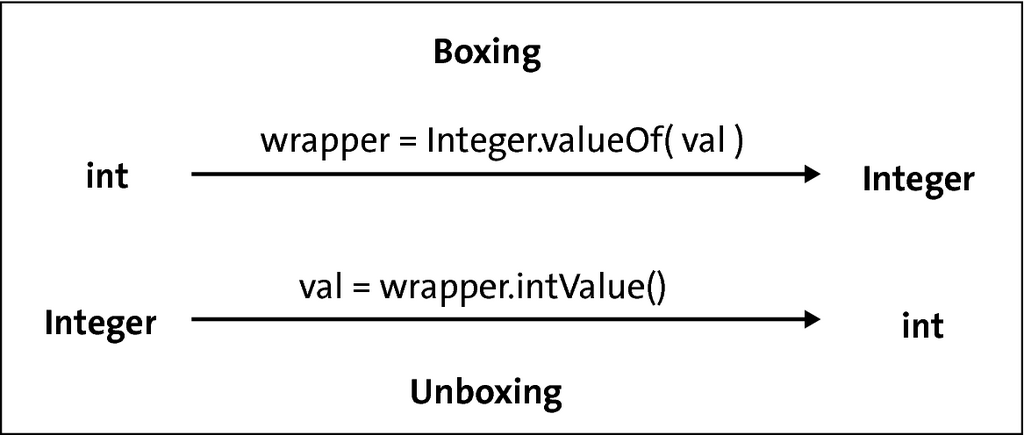 Boxing
wrapper = Integer.valueOf( val )
int
Integer
val = wrapper.intValue()
Integer
int
Unboxing